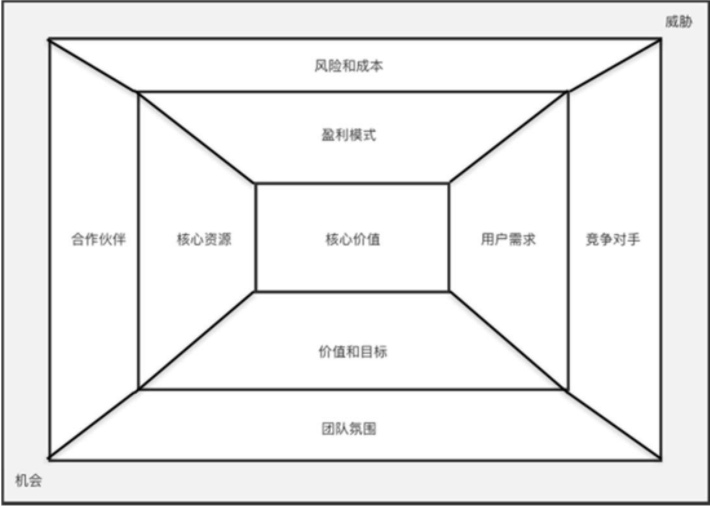 威胁
风险和成本
盈利模式
合作伙伴
核心资源
核心价值
用户需求
竞争对手
价值和目标
团队氛围
机会